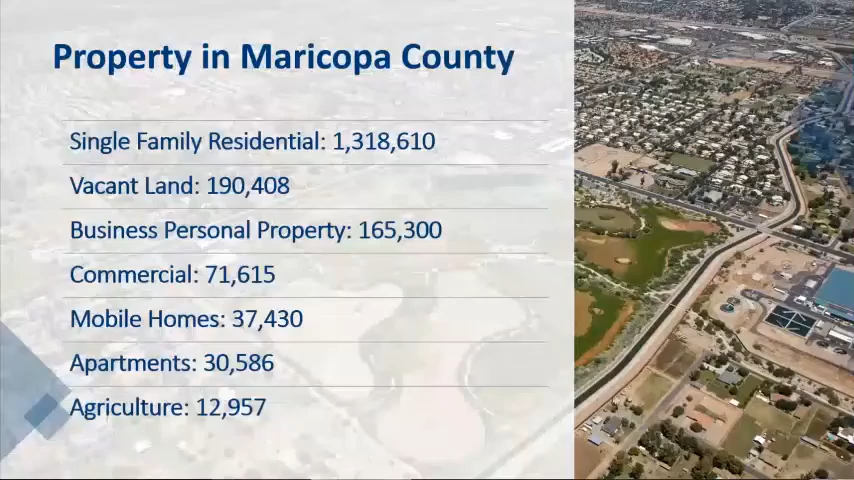 Property in Maricopa County
Single Family Residential: 1,318,610
Vacant Land: 190,408
Business Personal Property: 165,300
Commercial: 71,615
Mobile Homes: 37,430
Apartments: 30,586
Agriculture: 12,957